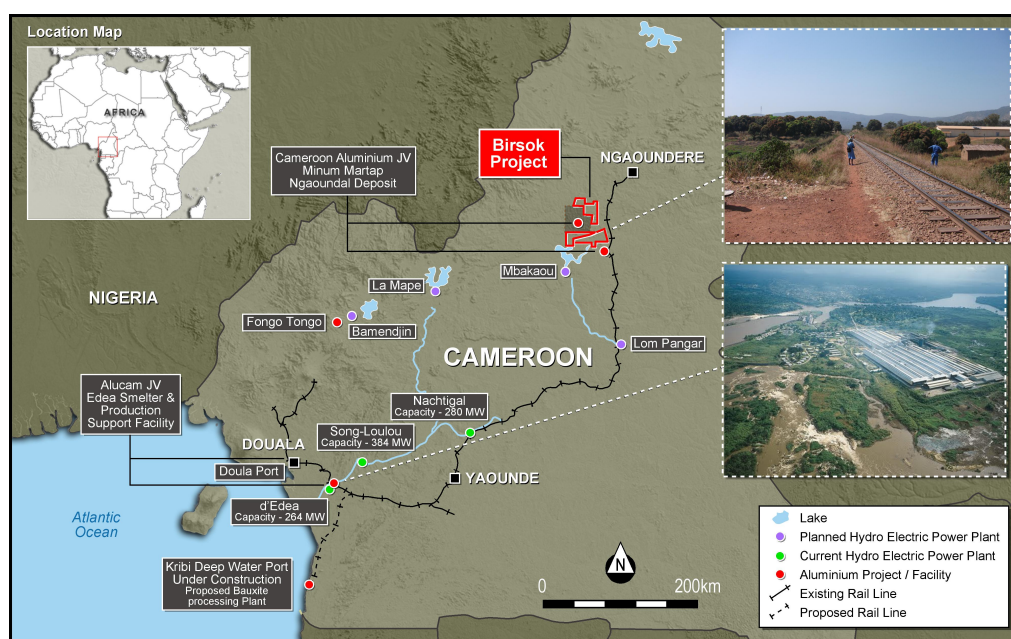 Location Map
AFRICA
Birsok
Project
NGAOUNDERE
Cameroon Aluminium JV
Minum Martap
Ngaoundal Deposit
Mbakaou
La Mape
NIGERIA
Fongo Tongo
Bamendjin
CAMEROON
Lom Pangar
Alucam JV
Edea Smelter &
Production
Support Facility
Nachtigal
Capacity - 280 MW
Song-Loulou
Capacity - 384 MW
DOUALA
Doula Port
YAOUNDE
d'Edea
Capacity - 264 MW
Atlantic
Ocean
Kribi Deep Water Port
Under Construction
Proposed Bauxite
processing Plant
N
0
200km
Lake
Planned Hydro Electric Power Plant
Current Hydro Electric Power Plant
Aluminium Project / Facility
Existing Rail Line
Proposed Rail Line